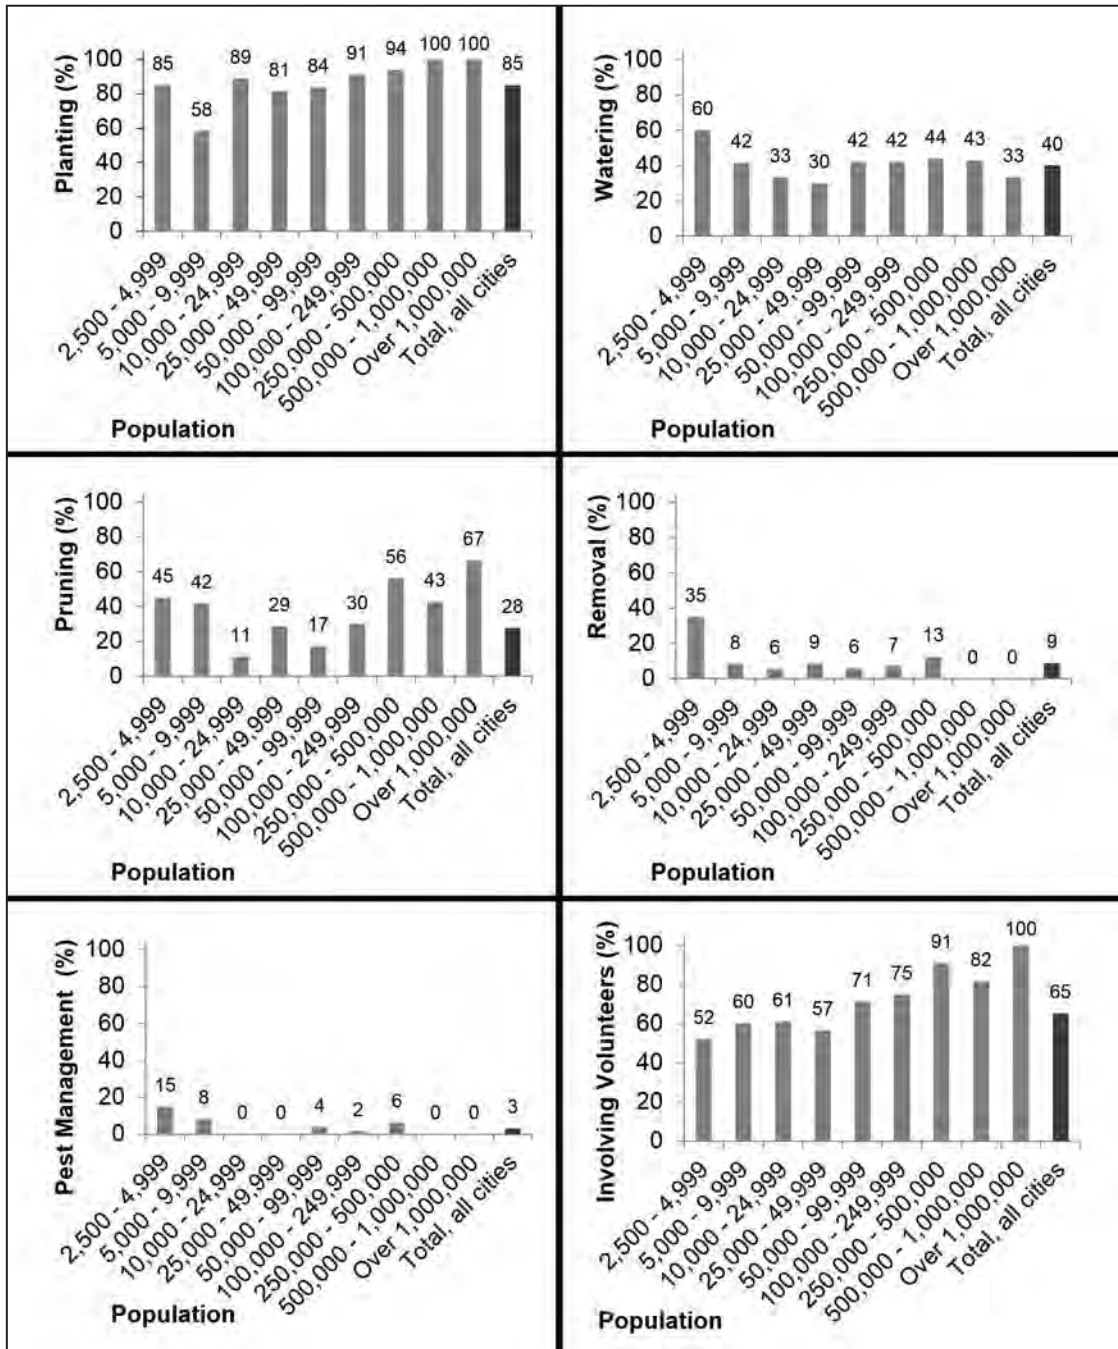 Planting (%)
100
80
60
40
20
0
85
58
89
81
84
91
94
100
100
85
2,500 - 4,999
5,000 - 9,999
10,000 - 24,999
25,000 - 49,999
50,000 - 99,999
100,000 - 249,999
250,000 - 500,000
500,000 - 1,000,000
Over 1,000,000
Total, all cities
Population
Watering (%)
100
80
60
40
20
0
60
42
33
30
42
42
44
43
33
40
2,500 - 4,999
5,000 - 9,999
10,000 - 24,999
25,000 - 49,999
50,000 - 99,999
100,000 - 249,999
250,000 - 500,000
500,000 - 1,000,000
Over 1,000,000
Total, all cities
Population
Pruning (%)
100
80
60
40
20
0
45
42
11
29
17
30
56
43
67
28
2,500 - 4,999
5,000 - 9,999
10,000 - 24,999
25,000 - 49,999
50,000 - 99,999
100,000 - 249,999
250,000 - 500,000
500,000 - 1,000,000
Over 1,000,000
Total, all cities
Population
Removal (%)
100
80
60
40
20
0
35
8
6
9
6
7
13
0
0
9
2,500 - 4,999
5,000 - 9,999
10,000 - 24,999
25,000 - 49,999
50,000 - 99,999
100,000 - 249,999
250,000 - 500,000
500,000 - 1,000,000
Over 1,000,000
Total, all cities
Population
Pest Management (%)
100
80
60
40
20
0
15
8
0
0
4
2
6
0
0
3
2,500 - 4,999
5,000 - 9,999
10,000 - 24,999
25,000 - 49,999
50,000 - 99,999
100,000 - 249,999
250,000 - 500,000
500,000 - 1,000,000
Over 1,000,000
Total, all cities
Population
Involving Volunteers (%)
100
80
60
40
20
0
52
60
61
57
71
75
91
82
100
65
2,500 - 4,999
5,000 - 9,999
10,000 - 24,999
25,000 - 49,999
50,000 - 99,999
100,000 - 249,999
250,000 - 500,000
500,000 - 1,000,000
Over 1,000,000
Total, all cities
Population